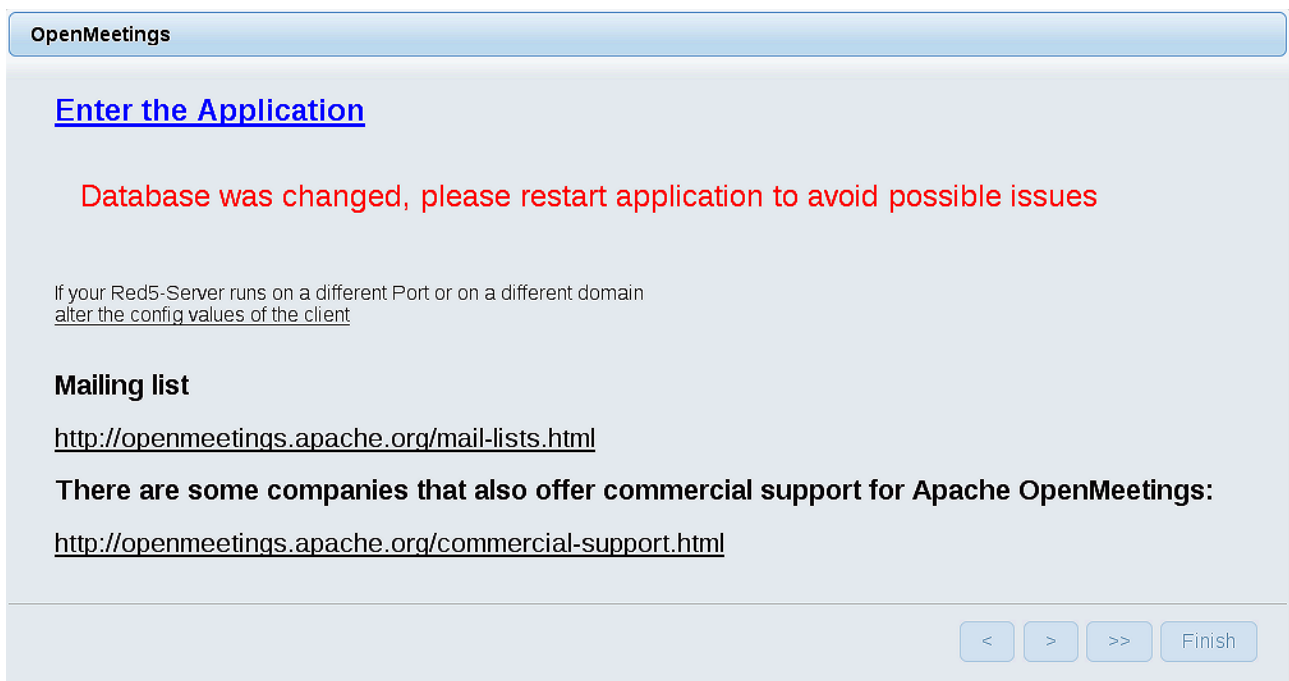 OpenMeetings
Enter the Application
Database was changed, please restart application to avoid possible issues
If your Red5-Server runs on a different Port or on a different domain
alter the config values of the client
Mailing list
http://openmeetings.apache.org/mail-lists.html
There are some companies that also offer commercial support for Apache OpenMeetings:
http://openmeetings.apache.org/commercial-support.html
< > >> Finish